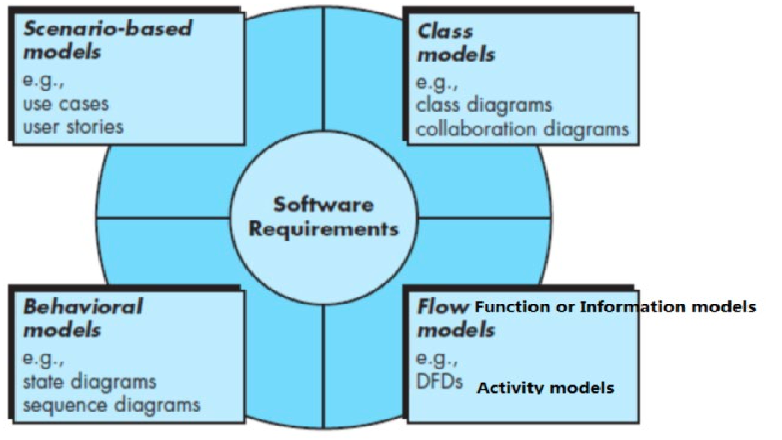 Scenario-based
models
e.g.,
use cases
user stories
Class
models
e.g.,
class diagrams
collaboration diagrams
Software
Requirements
Behavioral
models
e.g.,
state diagrams
sequence diagrams
Flow Function or Information models
models
e.g.,
DFDs Activity models